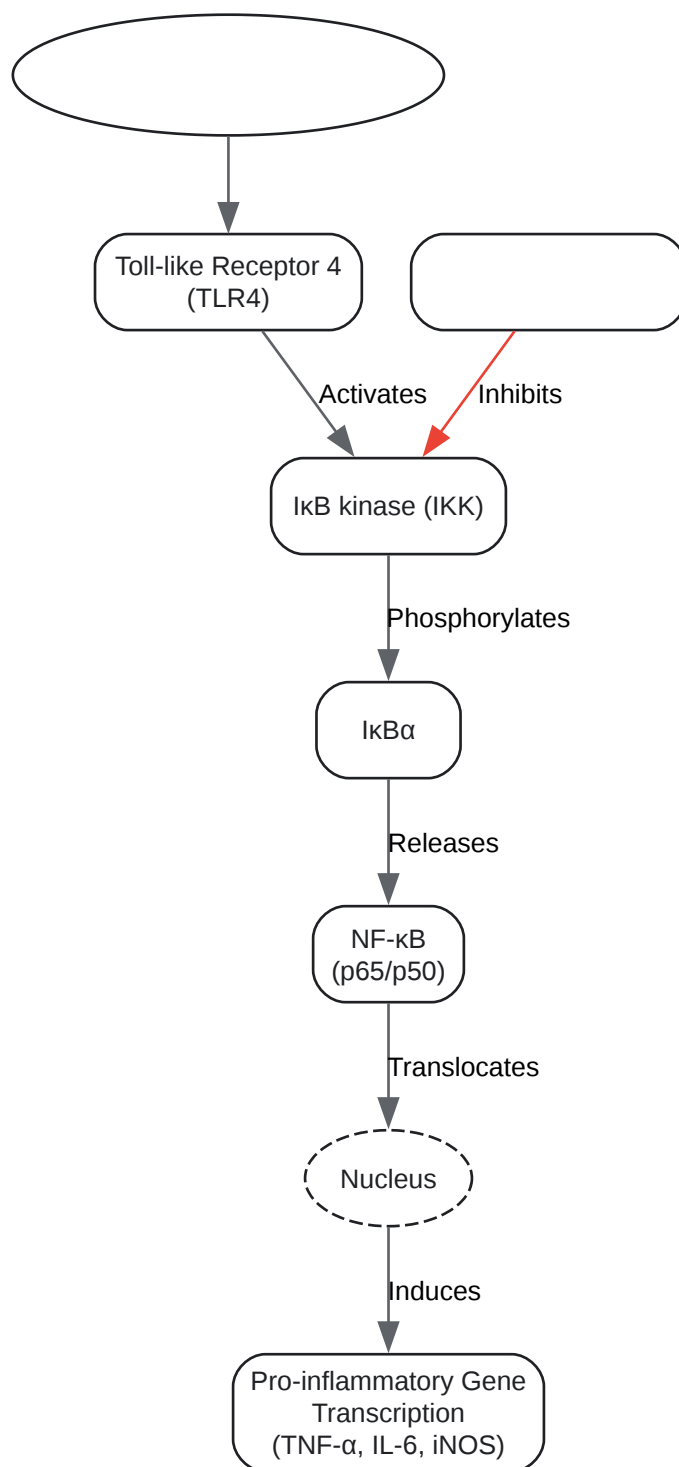 Toll-like Receptor 4
(TLR4)
Activates
Inhibits
IκB kinase (IKK)
Phosphorylates
IκBα
Releases
NF-κB
(p65/p50)
Translocates
Nucleus
Induces
Pro-inflammatory Gene
Transcription
(TNF-α, IL-6, iNOS)